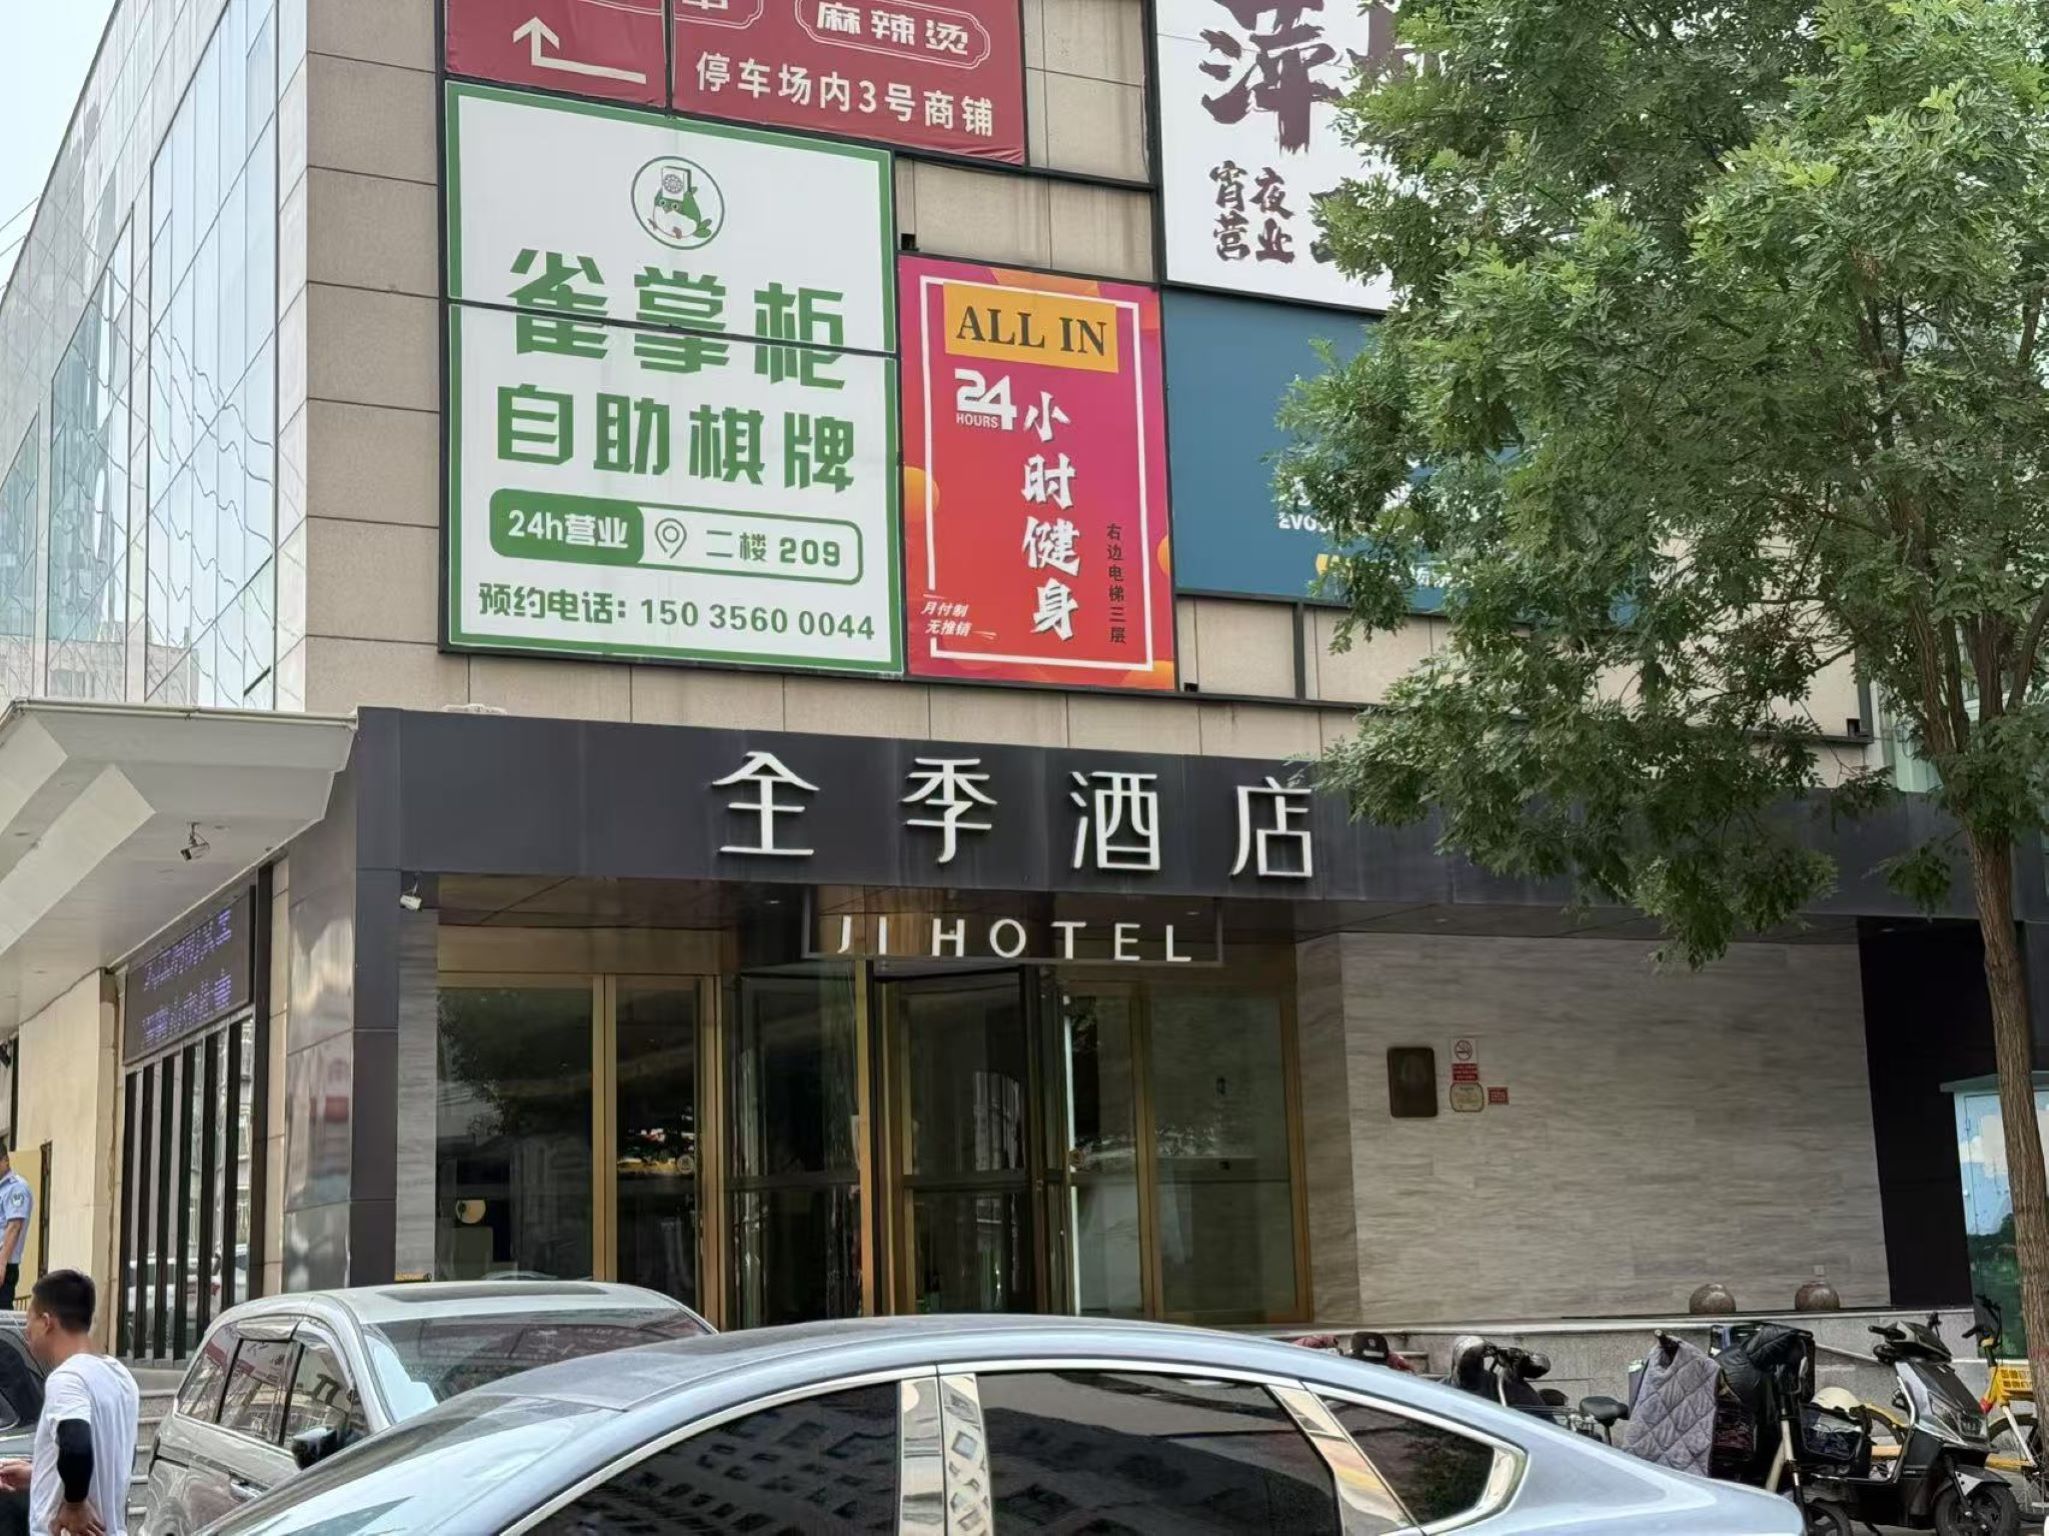 麻辣烫
停车场内3号商铺
萍
宵夜
营业
雀掌柜
自助棋牌
24h营业 二楼 209
预约电话：150 3560 0044
ALL IN
24
HOURS
小时健身
右边电梯三层
月付制
无推销
全季酒店
JI HOTEL